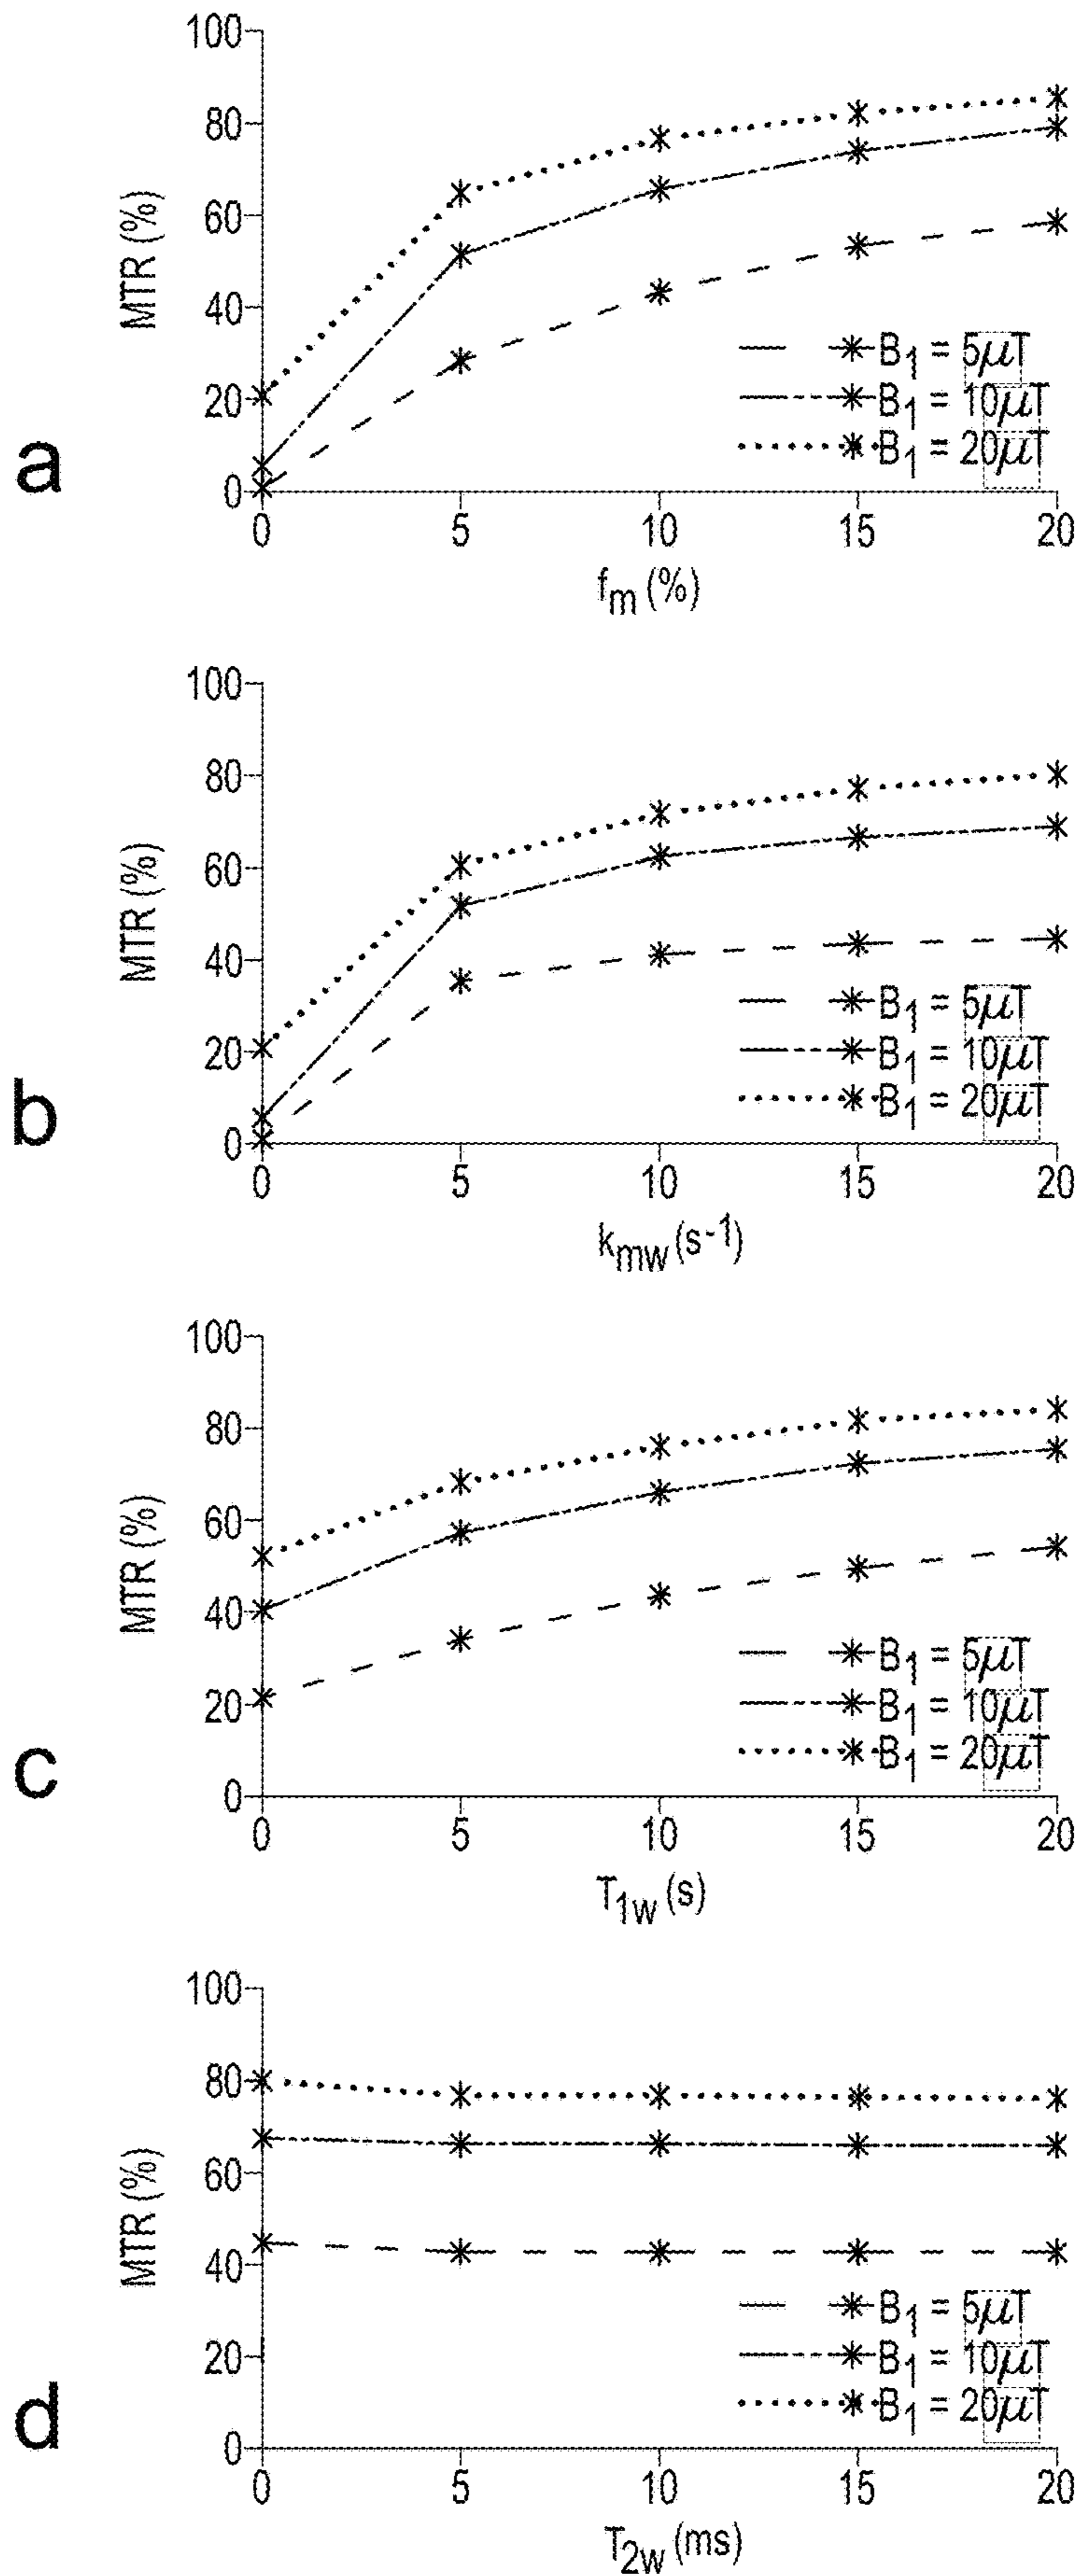 a
MTR (%)
100
80
60
40
20
0
0 5 10 15 20
fm (%)
B1 = 5μT
B1 = 10μT
B1 = 20μT
b
MTR (%)
100
80
60
40
20
0
0 5 10 15 20
kmw (s-1)
B1 = 5μT
B1 = 10μT
B1 = 20μT
c
MTR (%)
100
80
60
40
20
0
0 5 10 15 20
T1w (s)
B1 = 5μT
B1 = 10μT
B1 = 20μT
d
MTR (%)
100
80
60
40
20
0
0 5 10 15 20
T2w (ms)
B1 = 5μT
B1 = 10μT
B1 = 20μT